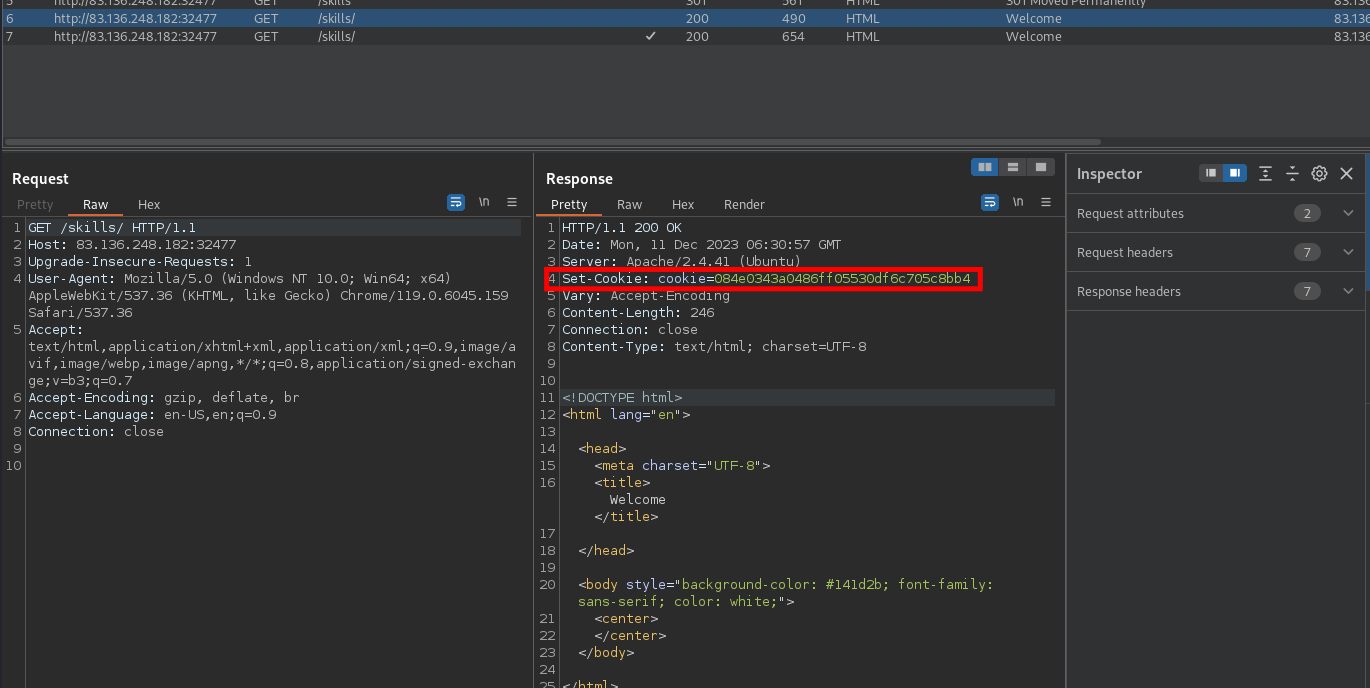 5 http://83.136.248.182:32477 GET /skills 301 561 HTML 301 Moved Permanently 83.13
6 http://83.136.248.182:32477 GET /skills/ 200 490 HTML Welcome 83.136
7 http://83.136.248.182:32477 GET /skills/ ✓ 200 654 HTML Welcome 83.136
Request
Pretty Raw Hex \n
1 GET /skills/ HTTP/1.1
2 Host: 83.136.248.182:32477
3 Upgrade-Insecure-Requests: 1
4 User-Agent: Mozilla/5.0 (Windows NT 10.0; Win64; x64)
AppleWebKit/537.36 (KHTML, like Gecko) Chrome/119.0.6045.159
Safari/537.36
5 Accept:
text/html,application/xhtml+xml,application/xml;q=0.9,image/a
vif,image/webp,image/apng,*/*;q=0.8,application/signed-exchan
ge;v=b3;q=0.7
6 Accept-Encoding: gzip, deflate, br
7 Accept-Language: en-US,en;q=0.9
8 Connection: close
9
10
Response
Pretty Raw Hex Render \n
1 HTTP/1.1 200 OK
2 Date: Mon, 11 Dec 2023 06:30:57 GMT
3 Server: Apache/2.4.41 (Ubuntu)
4 Set-Cookie: cookie=084e0343a0486ff05530df6c705c8bb4
5 Vary: Accept-Encoding
6 Content-Length: 246
7 Connection: close
8 Content-Type: text/html; charset=UTF-8
9
10
11 <!DOCTYPE html>
12 <html lang="en">
13
14 <head>
15 <meta charset="UTF-8">
16 <title>
Welcome
</title>
17
18 </head>
19
20 <body style="background-color: #141d2b; font-family:
sans-serif; color: white;">
21 <center>
22 </center>
23 </body>
24
25 </html>
Inspector
Request attributes 2
Request headers 7
Response headers 7